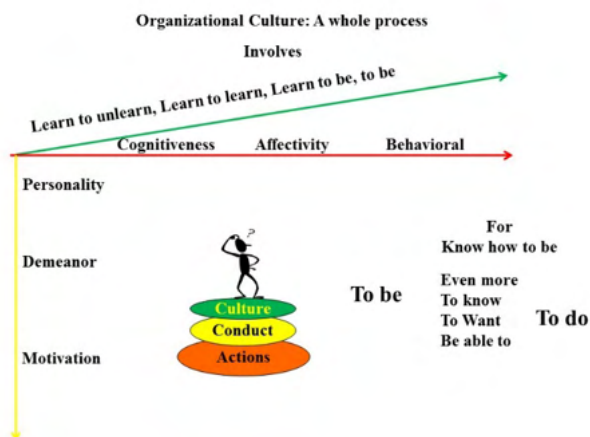 Organizational Culture: A whole process
Involves
Learn to unlearn, Learn to learn, Learn to be, to be
Cognitiveness Affectivity Behavioral
Personality
Demeanor
Motivation
?
Culture
Conduct
Actions
To be
For
Know how to be
Even more
To know
To Want
Be able to
To do